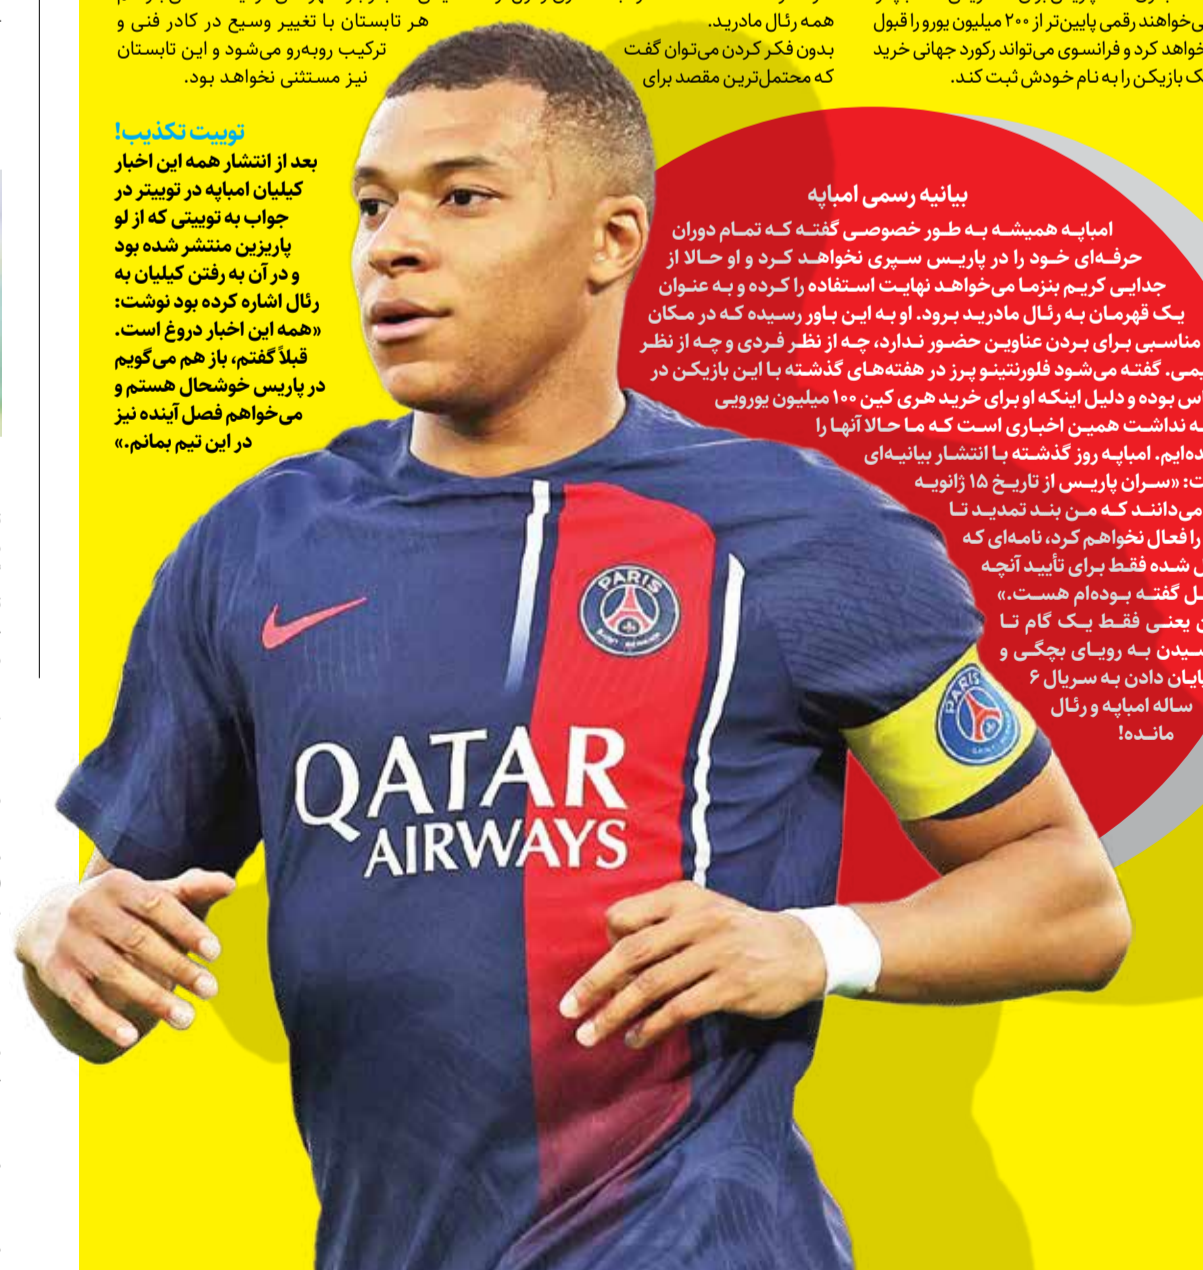 می‌خواهند رقمی پایین‌تر از ۲۰۰ میلیون یورو را قبول
خواهد کرد و فرانسوی می‌تواند رکورد جهانی خرید
یک بازیکن را به نام خودش ثبت کند.
همه رئال مادرید.
بدون فکر کردن می‌توان گفت
که محتمل‌ترین مقصد برای
هر تابستان با تغییر وسیع در کادر فنی و
ترکیب روبه‌رو می‌شود و این تابستان
نیز مستثنی نخواهد بود.
بیانیه رسمی امباپه
امباپه همیشه به طور خصوصی گفته که تمام دوران
حرفه‌ای خود را در پاریس سپری نخواهد کرد و او حالا از
جدایی کریم بنزما می‌خواهد نهایت استفاده را کرده و به عنوان
یک قهرمان به رئال مادرید برود. او به این باور رسیده که در مکان
مناسبی برای بردن عناوین حضور ندارد، چه از نظر فردی و چه از نظر
گفته می‌شود فلورنتینو پرز در هفته‌های گذشته با این بازیکن در
بوده و دلیل اینکه او برای خرید هری کین ۱۰۰ میلیون یورویی
نداشت همین اخباری است که ما حالا آنها را
امباپه روز گذشته با انتشار بیانیه‌ای
«سران پاریس از تاریخ ۱۵ ژانویه
می‌دانند که من بند تمدید تا
را فعال نخواهم کرد، نامه‌ای که
شده فقط برای تأیید آنچه
گفته بوده‌ام هست.»
یعنی فقط یک گام تا
به رویای بچگی و
پایان دادن به سریال ۶
ساله امباپه و رئال
مانده!
توییت تکذیب!
بعد از انتشار همه این اخبار
کیلیان امباپه در توییتر در
جواب به توییتی که از لو
پاریزین منتشر شده بود
و در آن به رفتن کیلیان به
رئال اشاره کرده بود نوشت:
«همه این اخبار دروغ است.
قبلاً گفتم، باز هم می‌گویم
در پاریس خوشحال هستم و
می‌خواهم فصل آینده نیز
در این تیم بمانم.»
PARIS
SAINT-GERMAIN
QATAR
AIRWAYS
PARIS